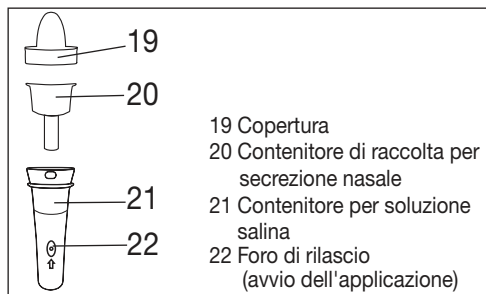 19
20
21
22
19 Copertura
20 Contenitore di raccolta per
secrezione nasale
21 Contenitore per soluzione
salina
22 Foro di rilascio
(avvio dell'applicazione)